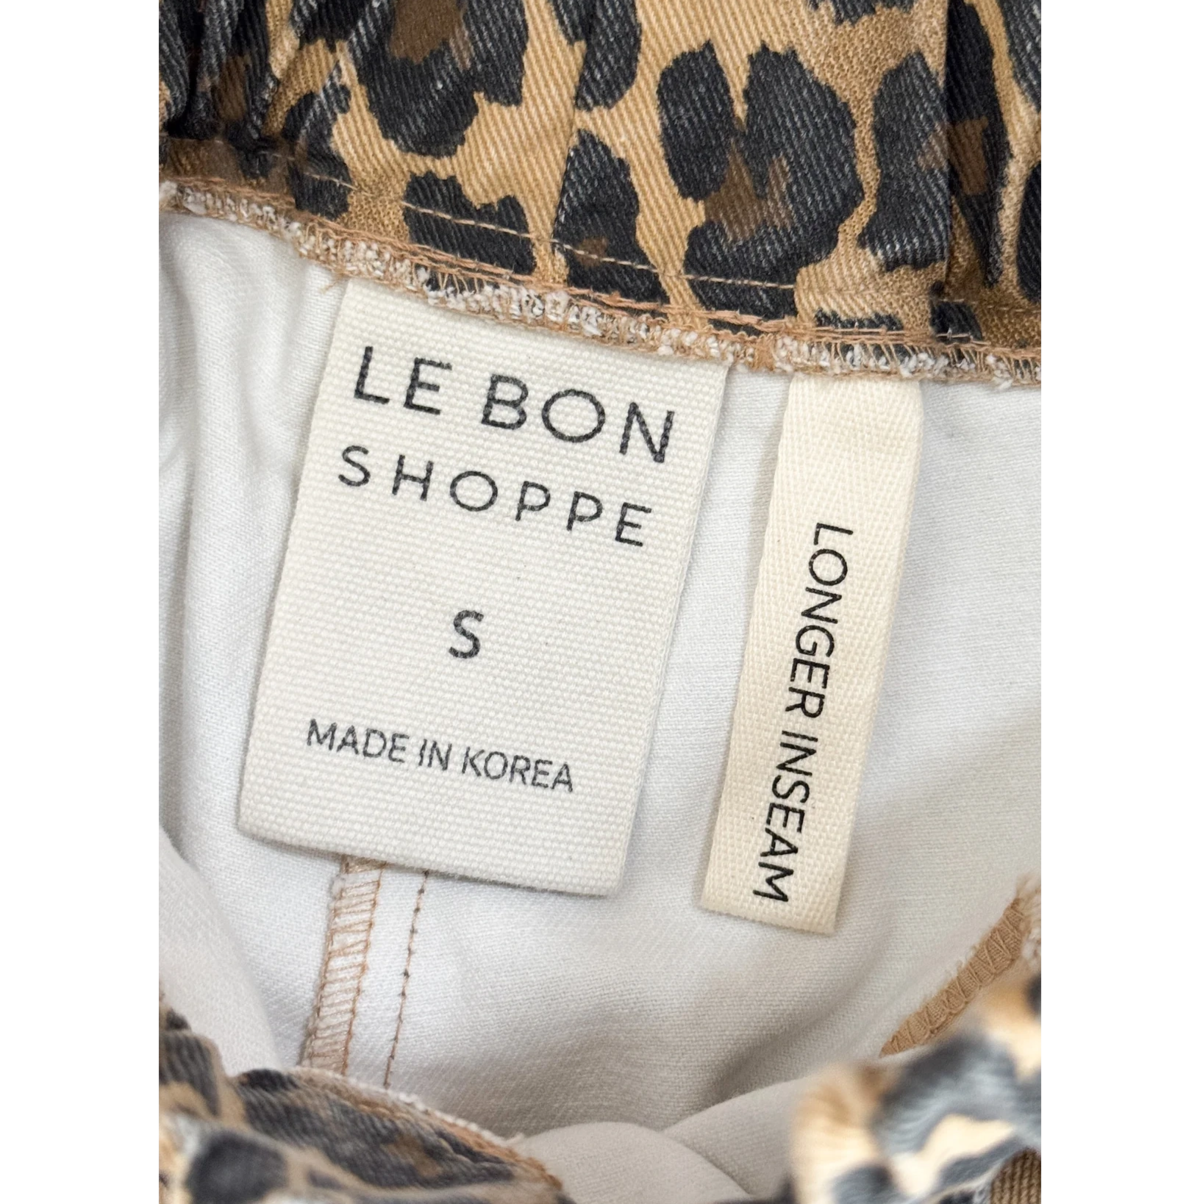 LE BON
SHOPPE
S
MADE IN KOREA
LONGER INSEAM